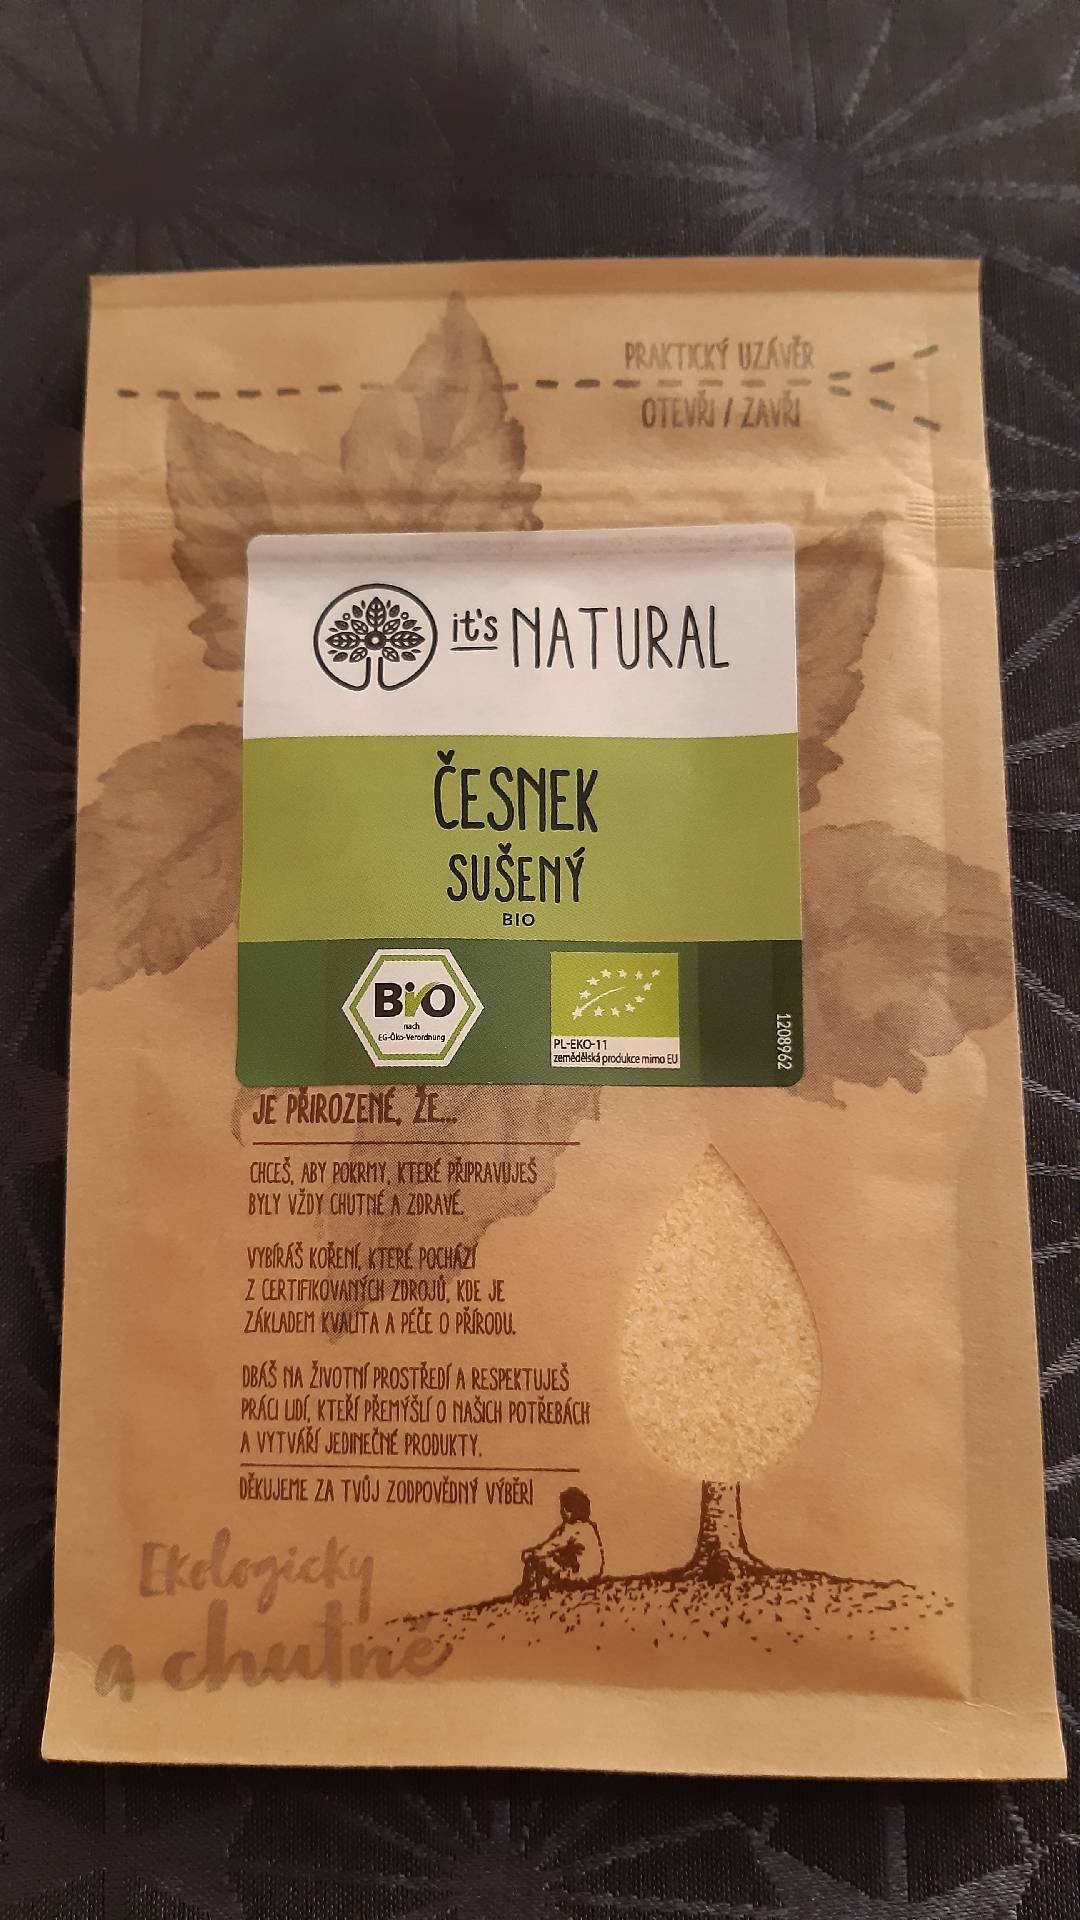 PRAKTICKÝ UZÁVĚR
OTEVŘI / ZAVŘI
it's NATURAL
ČESNEK
SUŠENÝ
BIO
BiO
nach
EG-Öko-Verordnung
PL-EKO-11
zemědělská produkce mimo EU
1208962
JE PŘIROZENÉ, ŽE...
CHCEŠ, ABY POKRMY, KTERÉ PŘIPRAVUJEŠ
BYLY VŽDY CHUTNÉ A ZDRAVÉ.
VYBÍRÁŠ KOŘENÍ, KTERÉ POCHÁZÍ
Z CERTIFIKOVANÝCH ZDROJŮ, KDE JE
ZÁKLADEM KVALITA A PÉČE O PŘÍRODU.
DBÁŠ NA ŽIVOTNÍ PROSTŘEDÍ A RESPEKTUJEŠ
PRÁCI LIDÍ, KTEŘÍ PŘEMÝŠLÍ O NAŠICH POTŘEBÁCH
A VYTVÁŘÍ JEDINEČNÉ PRODUKTY.
DĚKUJEME ZA TVŮJ ZODPOVĚDNÝ VÝBĚR!
Ekologicky
a chutně